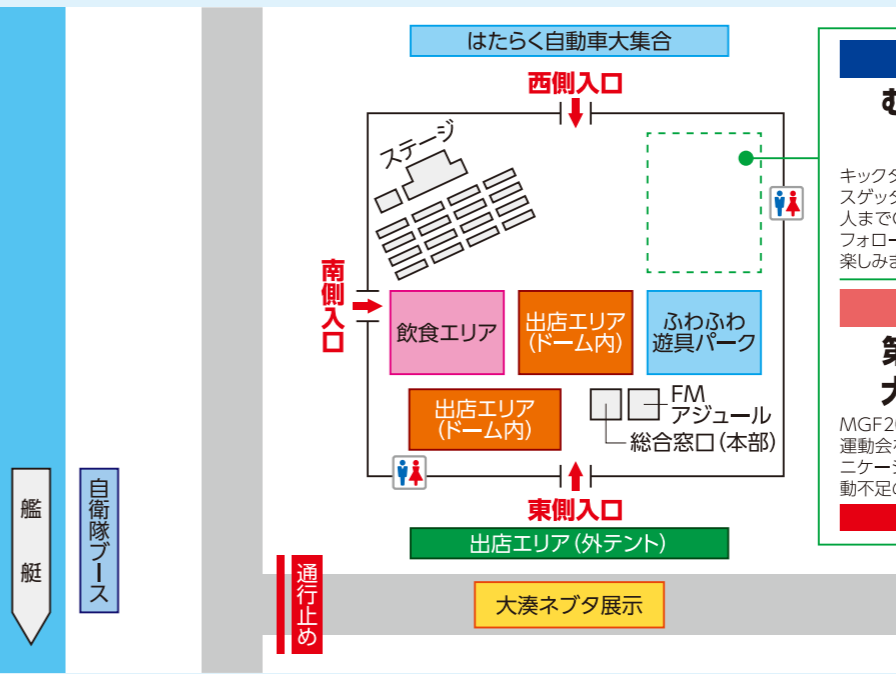 はたらく自動車大集合
西側入口
ステージ
南側入口
飲食エリア
出店エリア
(ドーム内)
ふわふわ
遊具パーク
出店エリア
(ドーム内)
FM
アジュール
総合窓口(本部)
東側入口
出店エリア(外テント)
大湊ネブタ展示
通行止め
自衛隊ブース
艦艇
む
キックタ
スゲッタ
人まで
フォロー
楽しみま
第
大
MGF2
運動会を
ニケーシ
動不足の